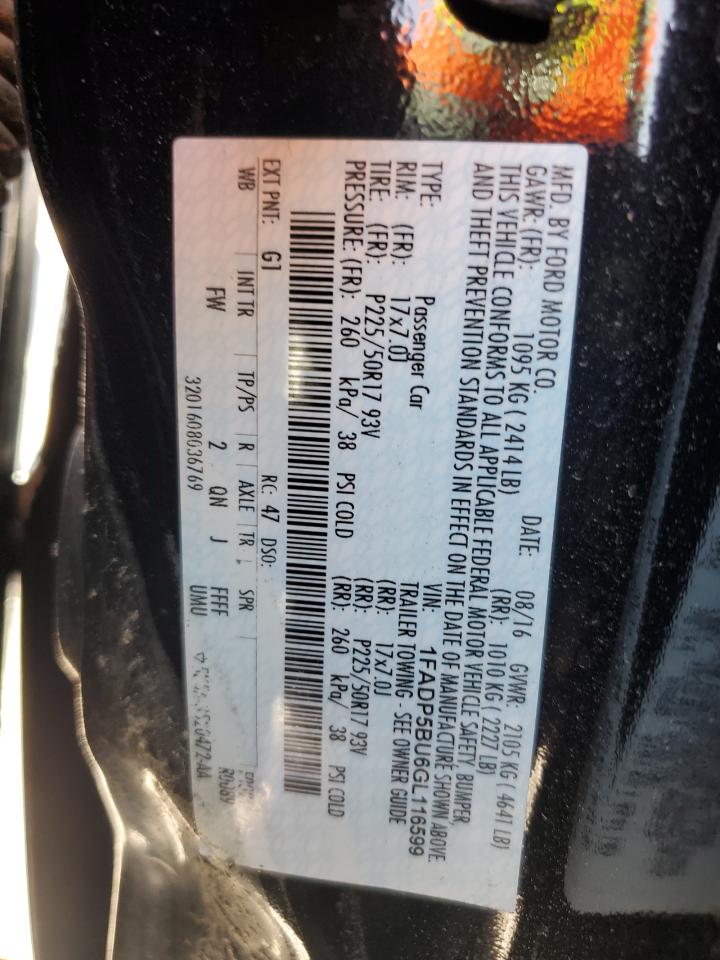 MFD. BY FORD MOTOR CO. DATE: 08/16 GVWR: 2105 KG ( 4641 LB)
GAWR: (FR): 1095 KG ( 2414 LB) (RR): 1010 KG ( 2227 LB)
THIS VEHICLE CONFORMS TO ALL APPLICABLE FEDERAL MOTOR VEHICLE SAFETY, BUMPER,
AND THEFT PREVENTION STANDARDS IN EFFECT ON THE DATE OF MANUFACTURE SHOWN ABOVE.
VIN: 1FADP5BU6GL116599
TYPE: Passenger Car TRAILER TOWING - SEE OWNER GUIDE
RIM: (FR): 17x7.0J (RR): 17x7.0J
TIRE: (FR): P225/50R17 93V (RR): P225/50R17 93V
PRESSURE: (FR): 260 kPa/ 38 PSI COLD (RR): 260 kPa/ 38 PSI COLD
EXT PNT: G1 RC: 47 DSO:
WB INT TR TP/PS R AXLE TR SPR
FW 2 QN J FFFF
3201608036769 UMU